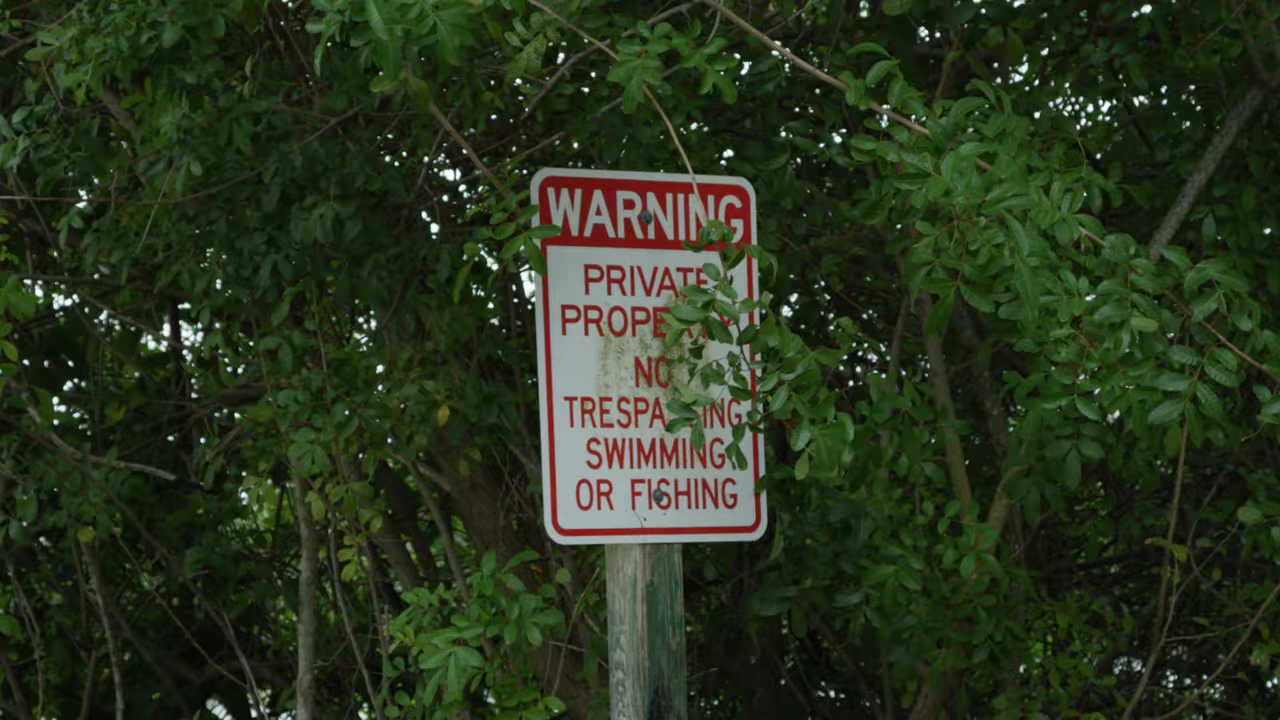 WARNING
PRIVATE
PROPERTY
NO
TRESPASSING
SWIMMING
OR FISHING